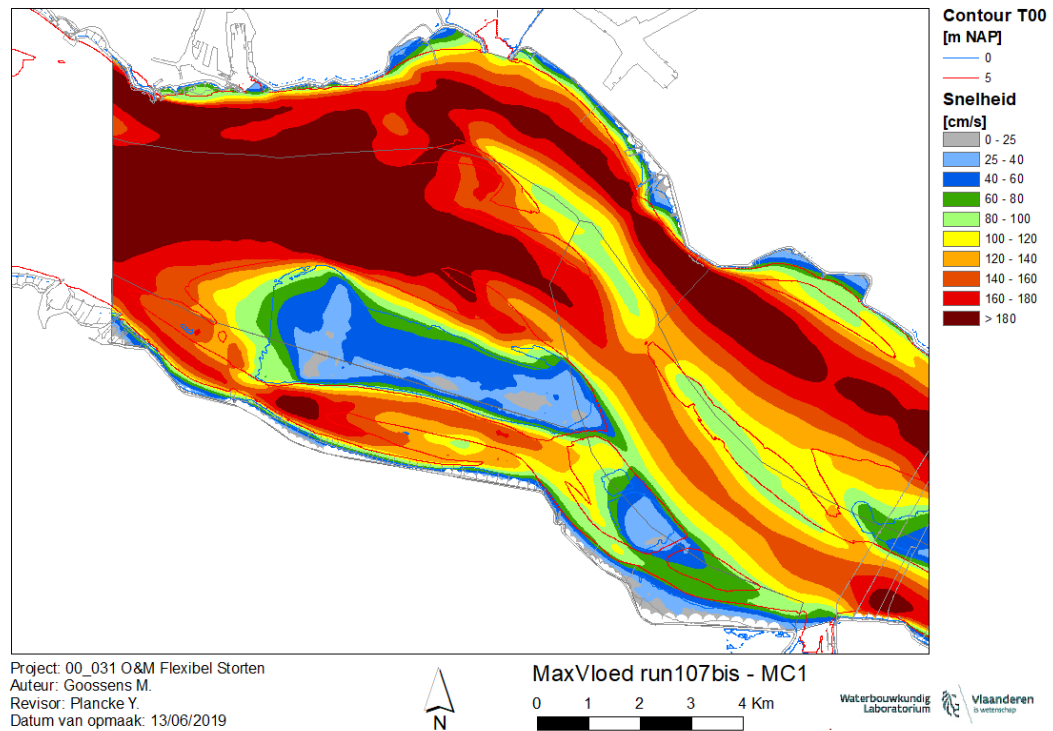 Contour T00
[m NAP]
0
5
Snelheid
[cm/s]
0 - 25
25 - 40
40 - 60
60 - 80
80 - 100
100 - 120
120 - 140
140 - 160
160 - 180
> 180
Project: 00_031 O&M Flexibel Storten
Auteur: Goossens M.
Revisor: Plancke Y.
Datum van opmaak: 13/06/2019
N
MaxVloed run107bis - MC1
0 1 2 3 4 Km
Waterbouwkundig
Laboratorium
Vlaanderen
is wetenschap